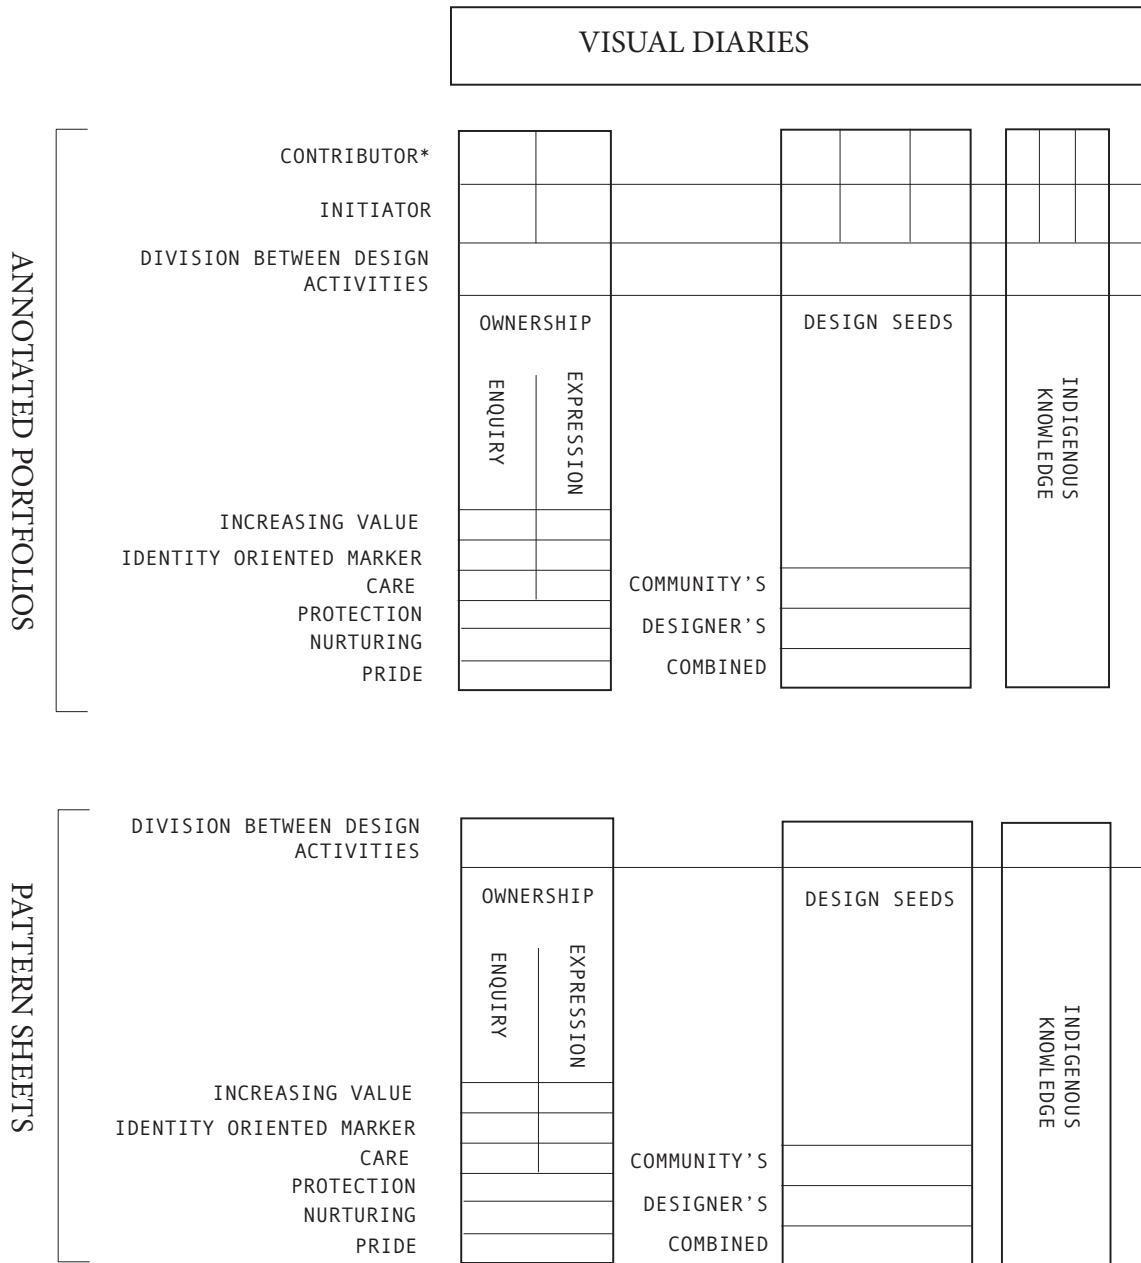 VISUAL DIARIES
ANNOTATED PORTFOLIOS
CONTRIBUTOR*
INITIATOR
DIVISION BETWEEN DESIGN
ACTIVITIES
OWNERSHIP
ENQUIRY
EXPRESSION
INCREASING VALUE
IDENTITY ORIENTED MARKER
CARE
PROTECTION
NURTURING
PRIDE
DESIGN SEEDS
COMMUNITY’S
DESIGNER’S
COMBINED
INDIGENOUS
KNOWLEDGE
PATTERN SHEETS
DIVISION BETWEEN DESIGN
ACTIVITIES
OWNERSHIP
ENQUIRY
EXPRESSION
INCREASING VALUE
IDENTITY ORIENTED MARKER
CARE
PROTECTION
NURTURING
PRIDE
DESIGN SEEDS
COMMUNITY’S
DESIGNER’S
COMBINED
INDIGENOUS
KNOWLEDGE